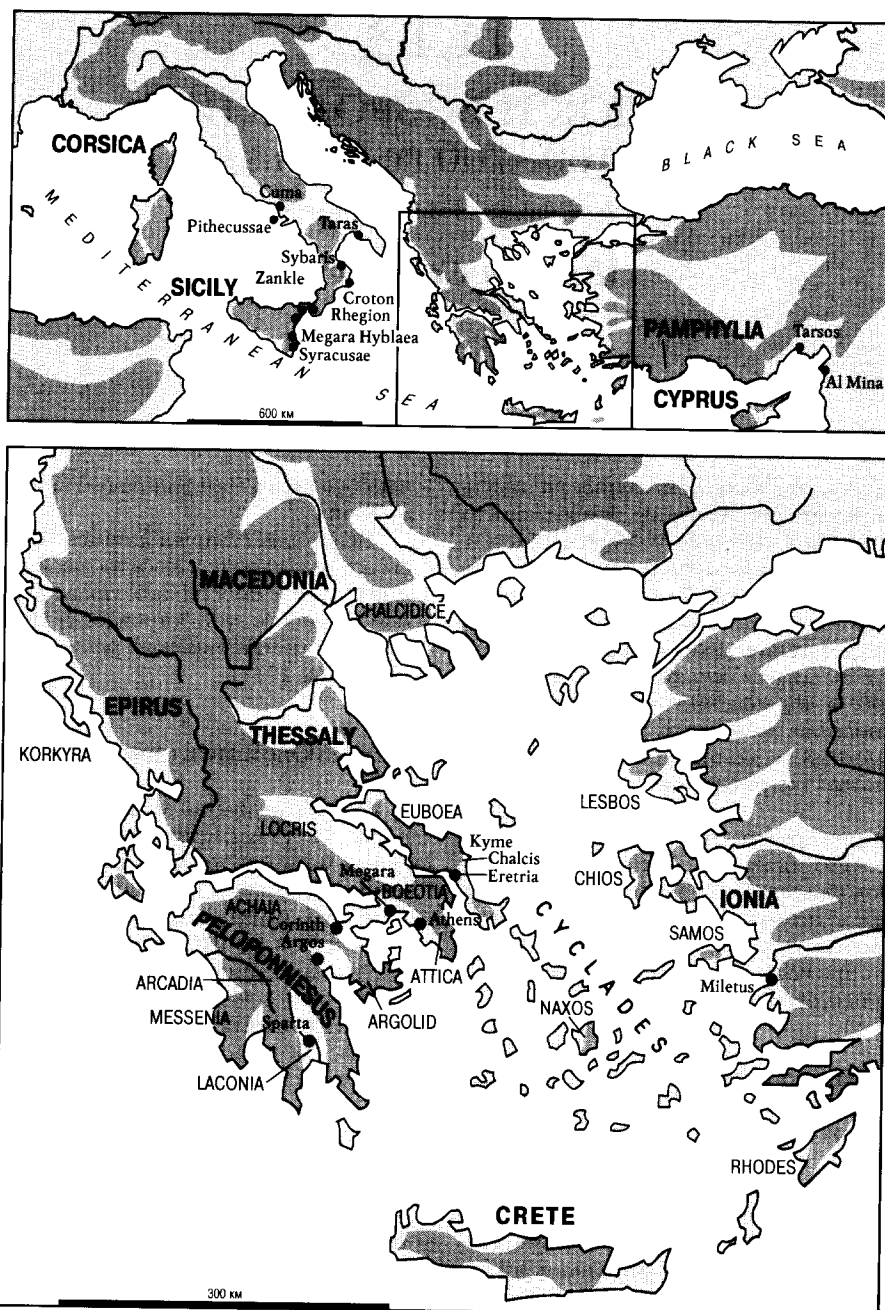 CORSICA
BLACK SEA
MEDITERRANEAN SEA
Cuma
Pithecussae
Taras
Sybaris
Zankle
SICILY
Croton
Rhegion
Megara Hyblaea
Syracusae
PAMPHYLIA
Tarsos
Al Mina
CYPRUS
600 KM
MACEDONIA
CHALCIDICE
EPIRUS
THESSALY
KORKYRA
LESBOS
EUBOEA
LOCRIS
Kyme
Chalcis
Eretria
Megara
BOEOTIA
CHIOS
IONIA
ACHAIA
Corinth
Athens
CYCLADES
Argos
PELOPONNESUS
SAMOS
ATTICA
ARCADIA
Miletus
MESSENIA
NAXOS
ARGOLID
Sparta
LACONIA
RHODES
CRETE
300 KM